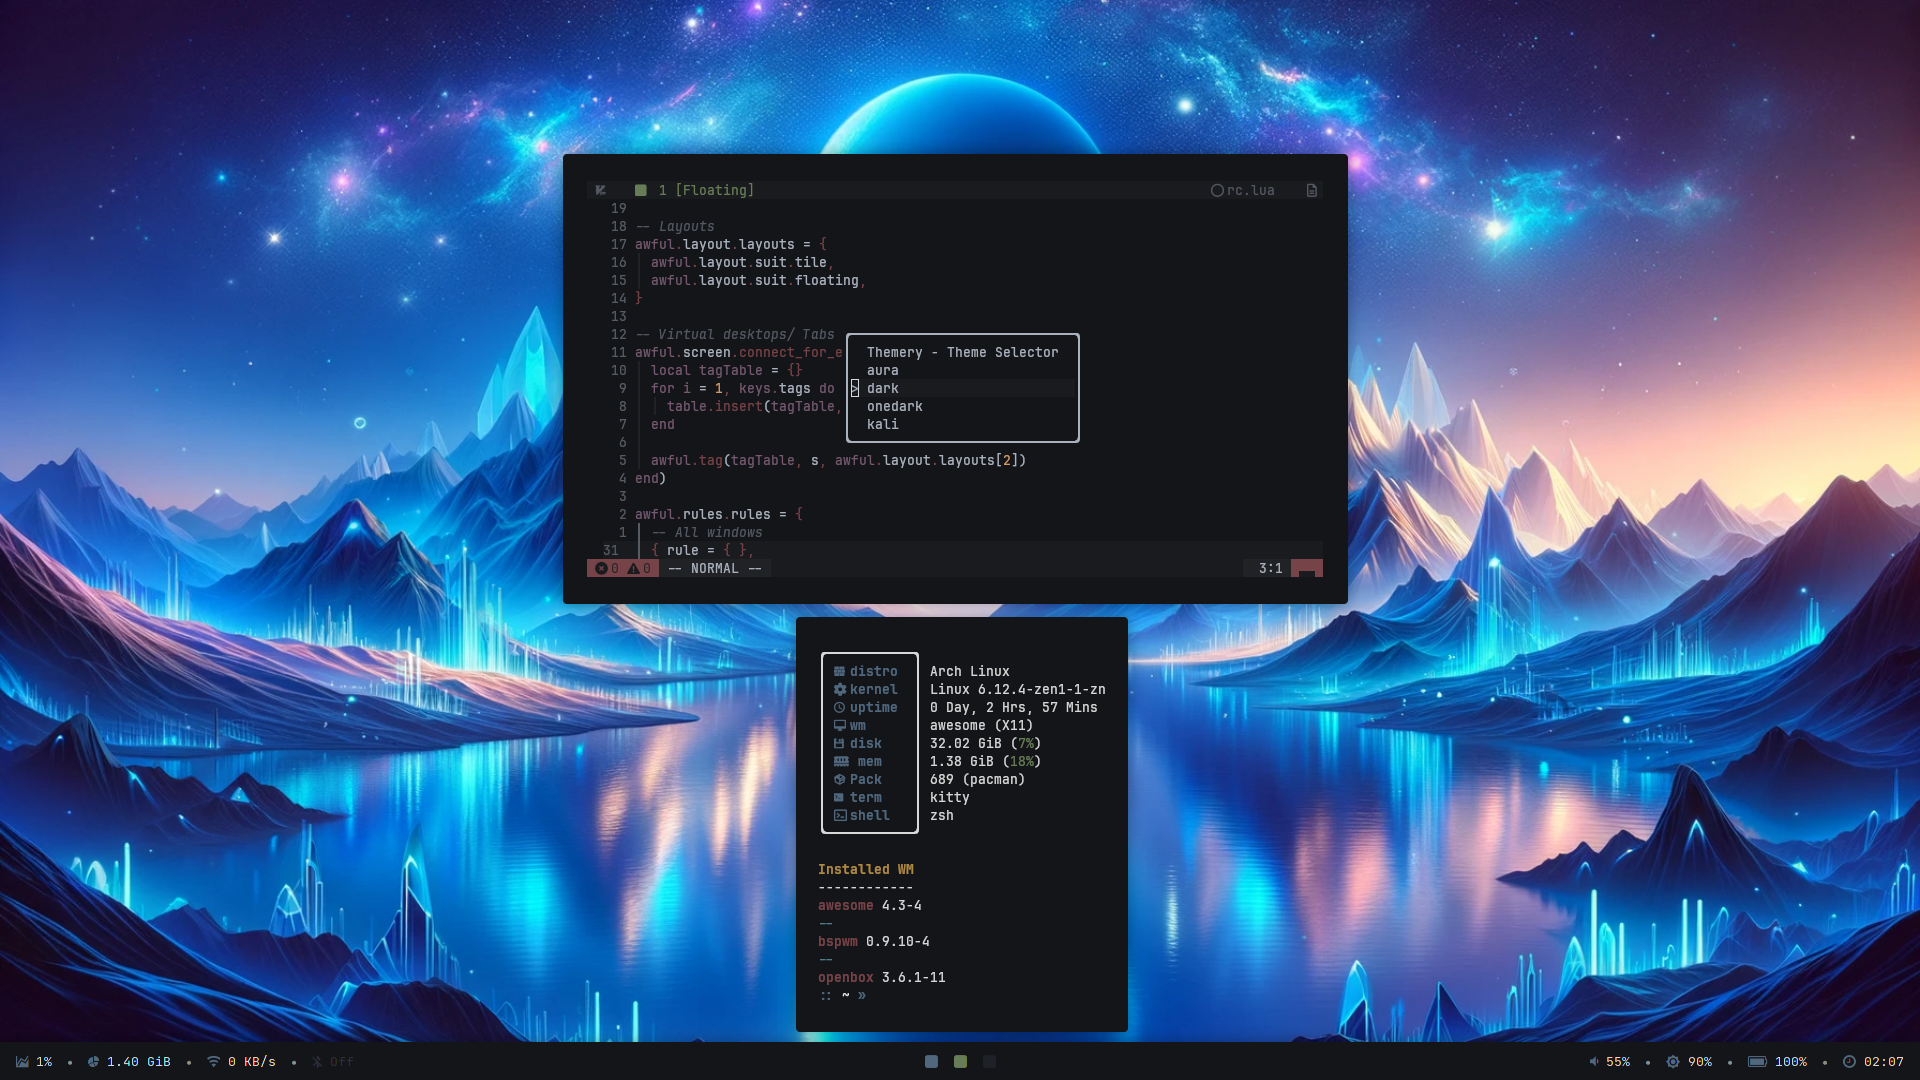 1 [Floating] rc.lua
19
18 -- Layouts
17 awful.layout.layouts = {
16 awful.layout.suit.tile,
15 awful.layout.suit.floating,
14 }
13
12 -- Virtual desktops/ Tabs
11 awful.screen.connect_for_e
10 local tagTable = {}
9 for i = 1, keys.tags do
8 table.insert(tagTable,
7 end
6
5 awful.tag(tagTable, s, awful.layout.layouts[2])
4 end)
3
2 awful.rules.rules = {
1 -- All windows
31 { rule = { },
0 0 -- NORMAL -- 3:1
Themery - Theme Selector
aura
> dark
onedark
kali
distro Arch Linux
kernel Linux 6.12.4-zen1-1-zn
uptime 0 Day, 2 Hrs, 57 Mins
wm awesome (X11)
disk 32.02 GiB (7%)
mem 1.38 GiB (18%)
Pack 689 (pacman)
term kitty
shell zsh
Installed WM
------------
awesome 4.3-4
--
bspwm 0.9.10-4
--
openbox 3.6.1-11
:: ~ »
1% • 1.40 GiB • 0 KB/s • Off 55% • 90% • 100% • 02:07